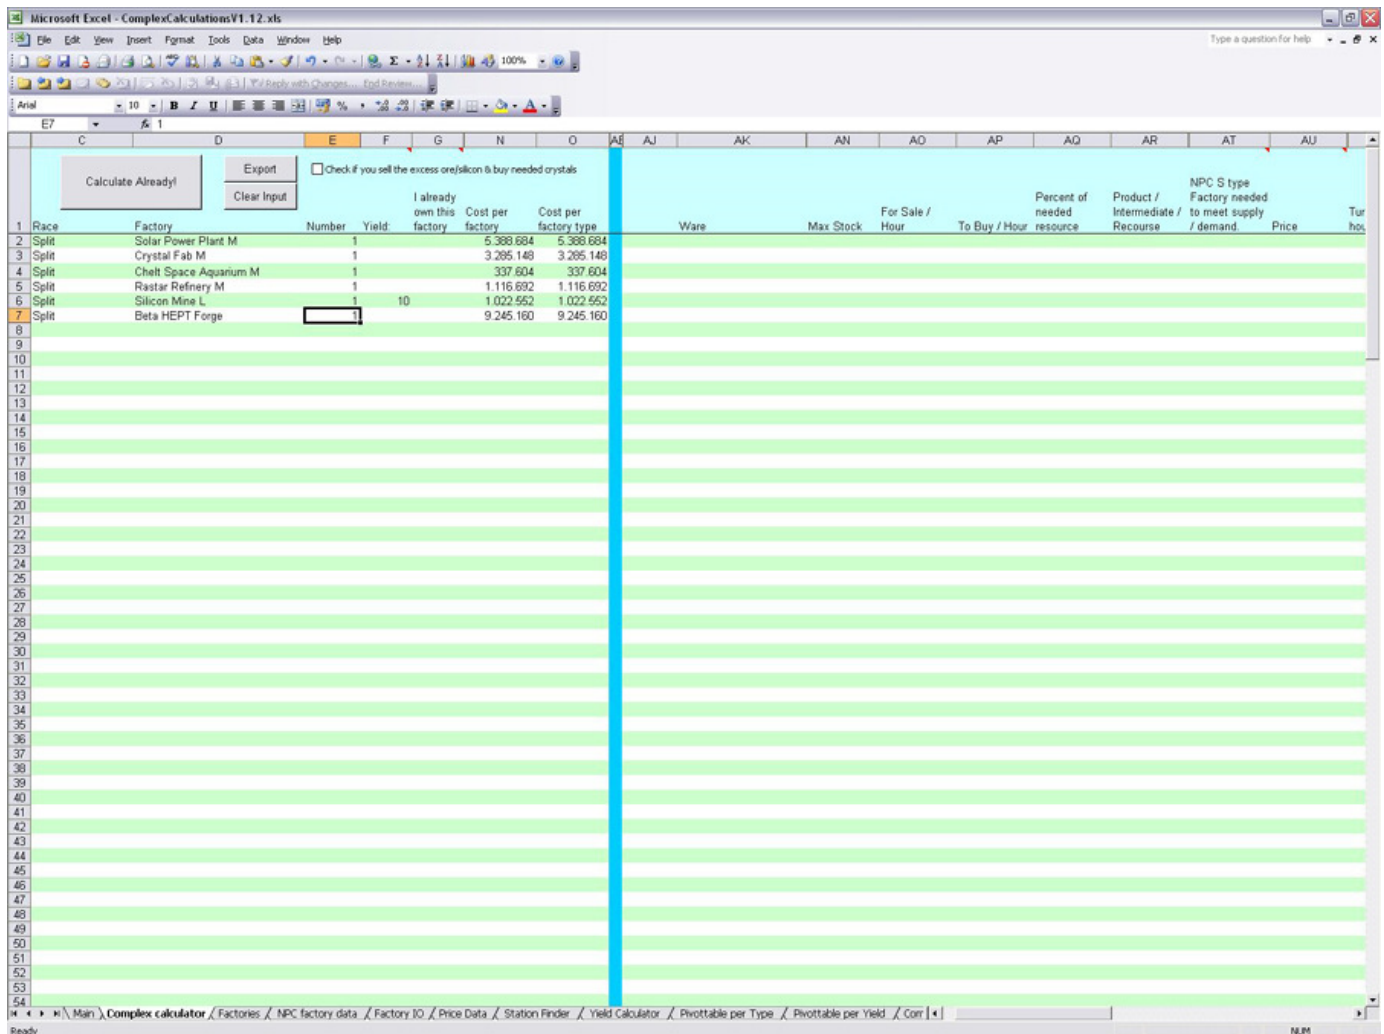 Microsoft Excel - ComplexCalculationsV1.12.xls
File Edit View Insert Format Tools Data Window Help Type a question for help
100%
Reply with Changes... End Review...
Arial 10 B I U
E7 fx 1
C D E F G N O AE AJ AK AN AO AP AQ AR AT AU
Calculate Already! Export Check if you sell the excess ore/silicon & buy needed crystals
Clear Input
1 Race Factory Number Yield: I already own this factory Cost per factory Cost per factory type Ware Max Stock For Sale / Hour To Buy / Hour Percent of needed resource Product / Intermediate / Recourse NPC S type Factory needed to meet supply / demand. Price
2 Split Solar Power Plant M 1 5.388.684 5.388.684
3 Split Crystal Fab M 1 3.285.148 3.285.148
4 Split Chelt Space Aquarium M 1 337.604 337.604
5 Split Rastar Refinery M 1 1.116.692 1.116.692
6 Split Silicon Mine L 1 10 1.022.552 1.022.552
7 Split Beta HEPT Forge 1 9.245.160 9.245.160
8
9
10
11
12
13
14
15
16
17
18
19
20
21
22
23
24
25
26
27
28
29
30
31
32
33
34
35
36
37
38
39
40
41
42
43
44
45
46
47
48
49
50
51
52
53
54
Main Complex calculator Factories NPC factory data Factory IO Price Data Station Finder Yield Calculator Pivottable per Type Pivottable per Yield
Ready NUM